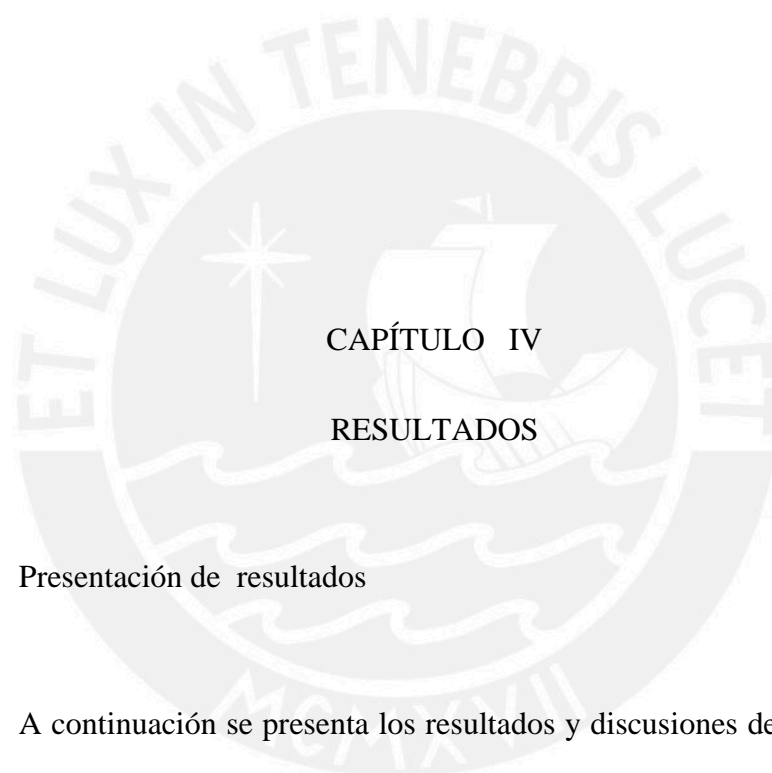 ET LUX IN TENEBRIS LUCET
CAPÍTULO IV
RESULTADOS
Presentación de resultados
A continuación se presenta los resultados y discusiones de
MCMXVII